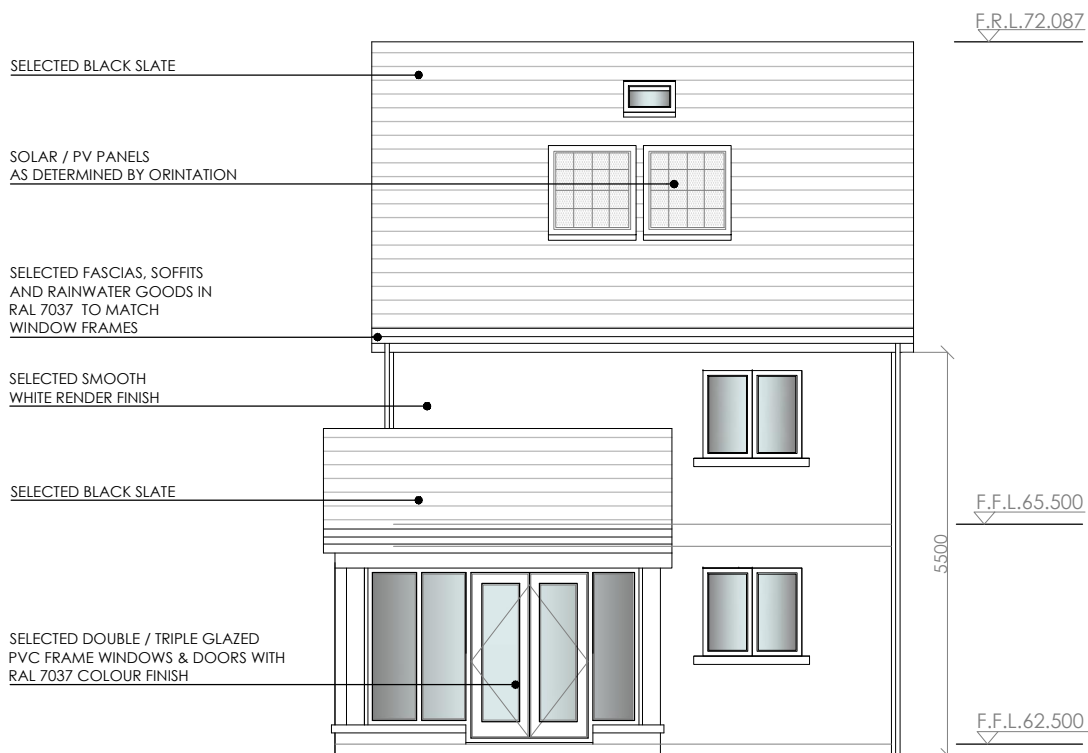 F.R.L.72.087
SELECTED BLACK SLATE
SOLAR / PV PANELS
AS DETERMINED BY ORINTATION
SELECTED FASCIAS, SOFFITS
AND RAINWATER GOODS IN
RAL 7037 TO MATCH
WINDOW FRAMES
SELECTED SMOOTH
WHITE RENDER FINISH
SELECTED BLACK SLATE
F.F.L.65.500
5500
SELECTED DOUBLE / TRIPLE GLAZED
PVC FRAME WINDOWS & DOORS WITH
RAL 7037 COLOUR FINISH
F.F.L.62.500